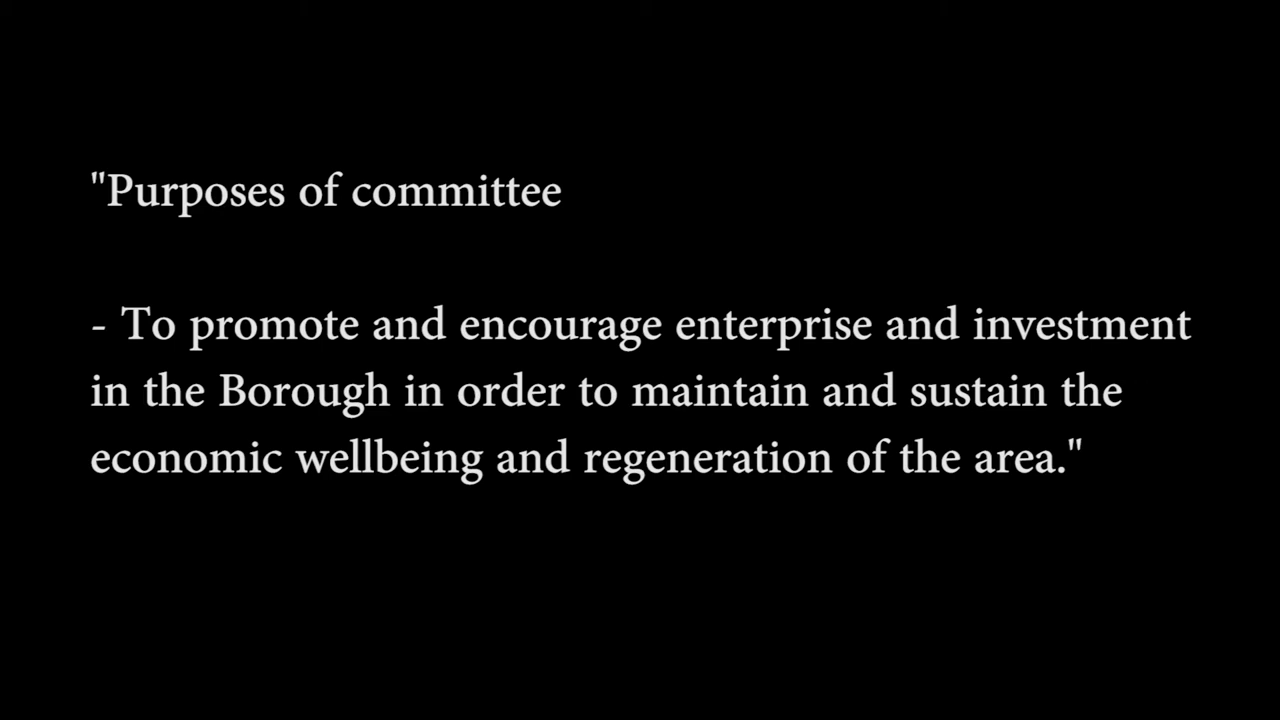 "Purposes of committee
- To promote and encourage enterprise and investment
in the Borough in order to maintain and sustain the
economic wellbeing and regeneration of the area."